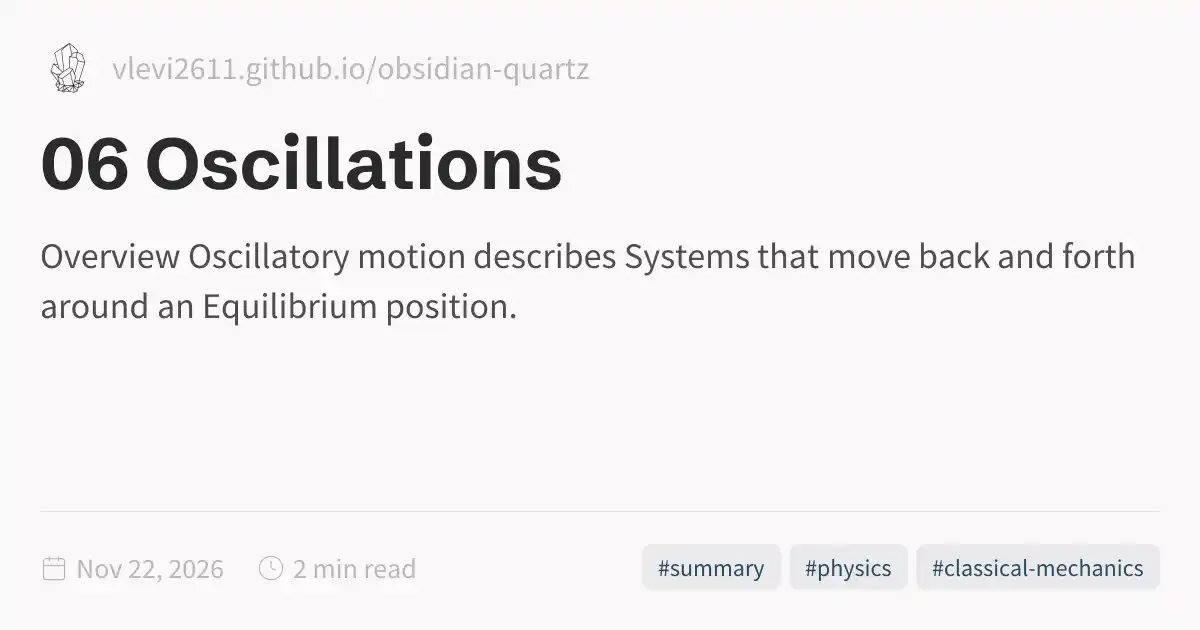 vlevi2611.github.io/obsidian-quartz
06 Oscillations
Overview Oscillatory motion describes Systems that move back and forth
around an Equilibrium position.
Nov 22, 2026 2 min read #summary #physics #classical-mechanics